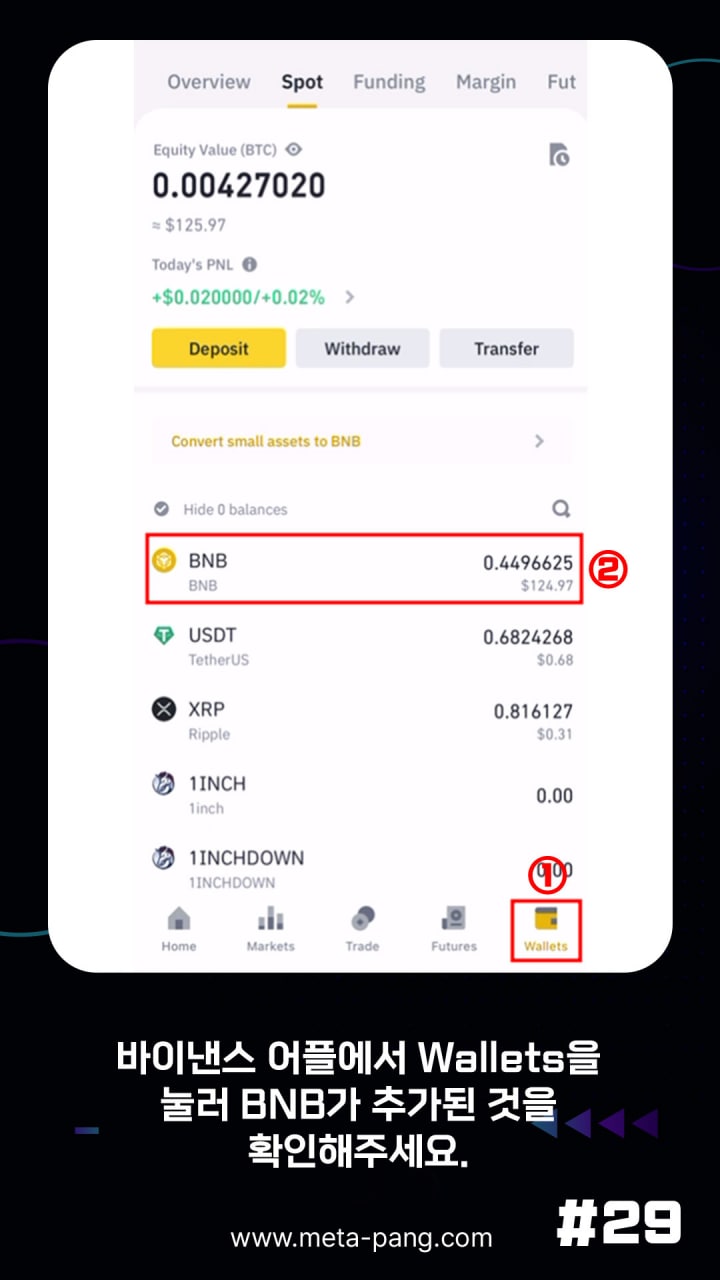 Overview Spot Funding Margin Fut
Equity Value (BTC)
0.00427020
≈ $125.97
Today's PNL
+$0.020000/+0.02%
Deposit Withdraw Transfer
Convert small assets to BNB
Hide 0 balances
BNB 0.4496625
BNB $124.97
②
USDT 0.6824268
TetherUS $0.68
XRP 0.816127
Ripple $0.31
1INCH
1inch
0.00
1INCHDOWN 0.00
1INCHDOWN
①
Home Markets Trade Futures Wallets
바이낸스 어플에서 Wallets을
눌러 BNB가 추가된 것을
확인해주세요.
www.meta-pang.com
#29